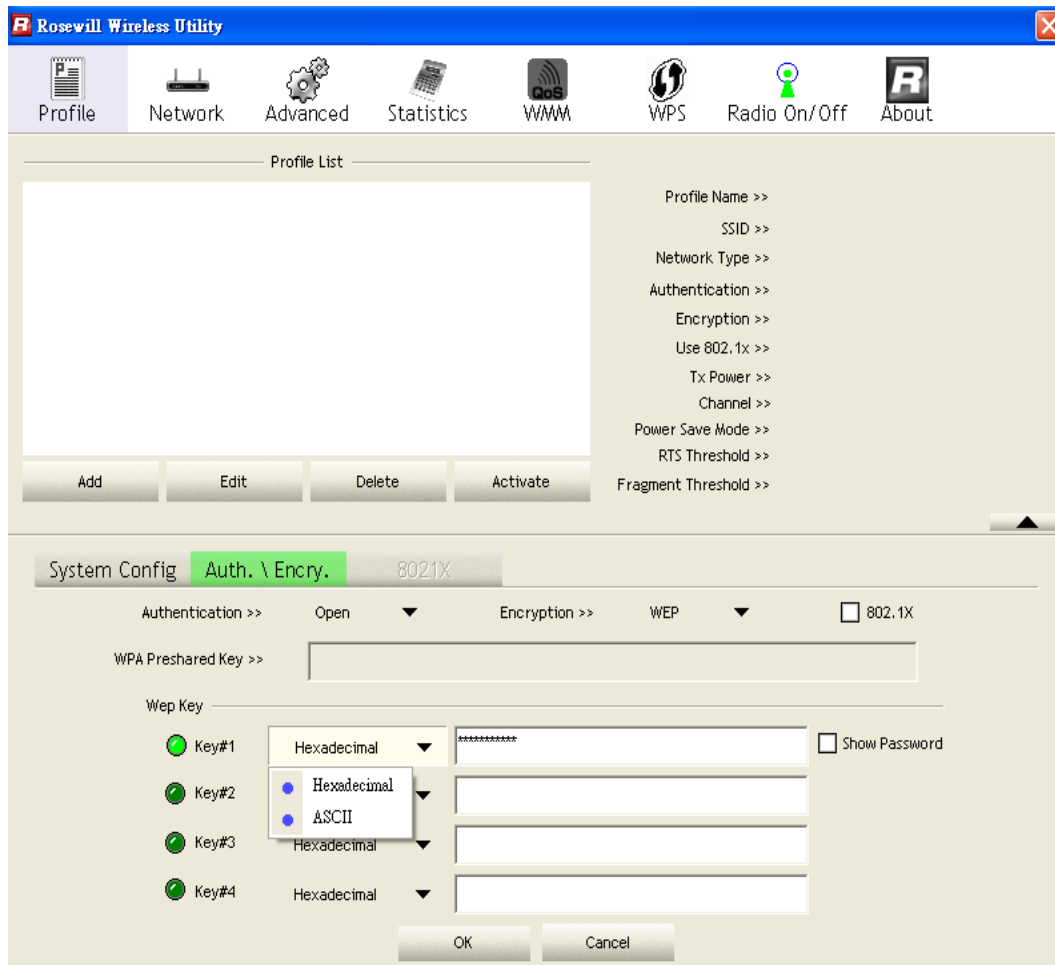 Rosewill Wireless Utility
Profile Network Advanced Statistics WMM WPS Radio On/Off About
QoS
Profile List
Profile Name >>
SSID >>
Network Type >>
Authentication >>
Encryption >>
Use 802.1x >>
Tx Power >>
Channel >>
Power Save Mode >>
RTS Threshold >>
Fragment Threshold >>
Add Edit Delete Activate
System Config Auth. \ Encry. 8021X
Authentication >> Open Encryption >> WEP 802.1X
WPA Preshared Key >>
Wep Key
Key#1 Hexadecimal *********** Show Password
Hexadecimal
ASCII
Key#2
Key#3 Hexadecimal
Key#4 Hexadecimal
OK Cancel